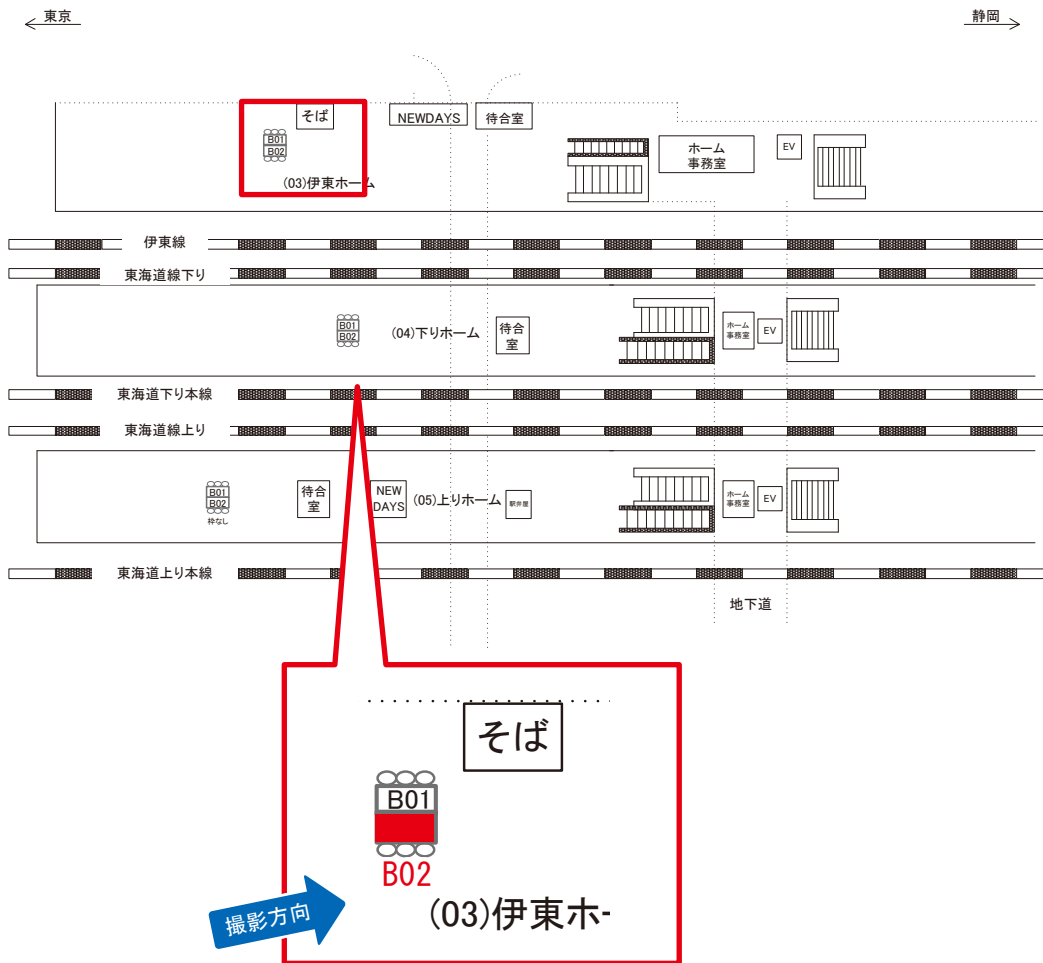 東京
静岡
そば
NEWDAYS
待合室
B01
B02
ホーム
事務室
EV
(03)伊東ホーム
伊東線
東海道線下り
B01
B02
(04)下りホーム
待合
室
ホーム
事務室
EV
東海道下り本線
東海道線上り
B01
B02
枠なし
待合
室
NEW
DAYS
(05)上りホーム
駅弁屋
ホーム
事務室
EV
東海道上り本線
地下道
そば
B01
B02
撮影方向
(03)伊東ホ-